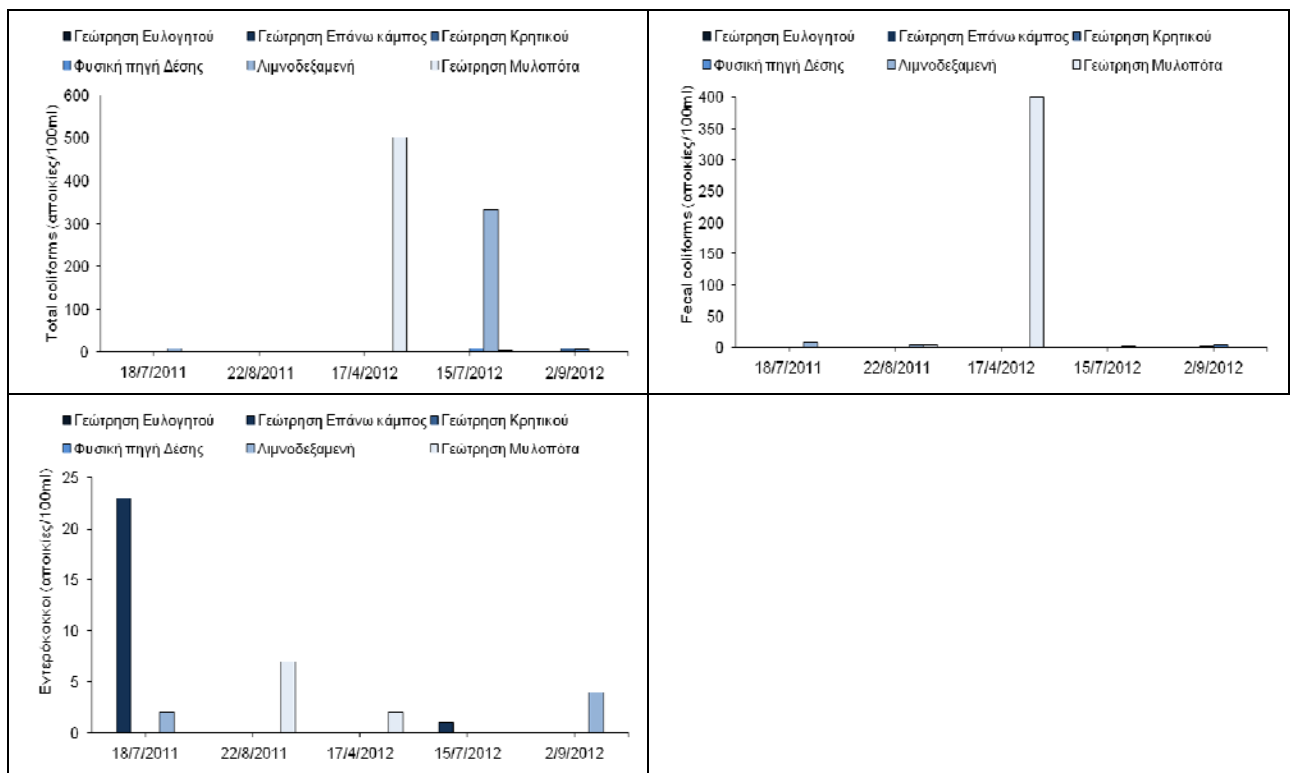 Γεώτρηση Ευλογητού Γεώτρηση Επάνω κάμπος Γεώτρηση Κρητικού
Φυσική πηγή Δέσης Λιμνοδεξαμενή Γεώτρηση Μυλοπότα
Total coliforms (αποικίες/100ml)
600
500
400
300
200
100
0
18/7/2011 22/8/2011 17/4/2012 15/7/2012 2/9/2012
Γεώτρηση Ευλογητού Γεώτρηση Επάνω κάμπος Γεώτρηση Κρητικού
Φυσική πηγή Δέσης Λιμνοδεξαμενή Γεώτρηση Μυλοπότα
Fecal coliforms (αποικίες/100ml)
400
350
300
250
200
150
100
50
0
18/7/2011 22/8/2011 17/4/2012 15/7/2012 2/9/2012
Γεώτρηση Ευλογητού Γεώτρηση Επάνω κάμπος Γεώτρηση Κρητικού
Φυσική πηγή Δέσης Λιμνοδεξαμενή Γεώτρηση Μυλοπότα
Εντερόκοκκοι (αποικίες/100ml)
25
20
15
10
5
0
18/7/2011 22/8/2011 17/4/2012 15/7/2012 2/9/2012